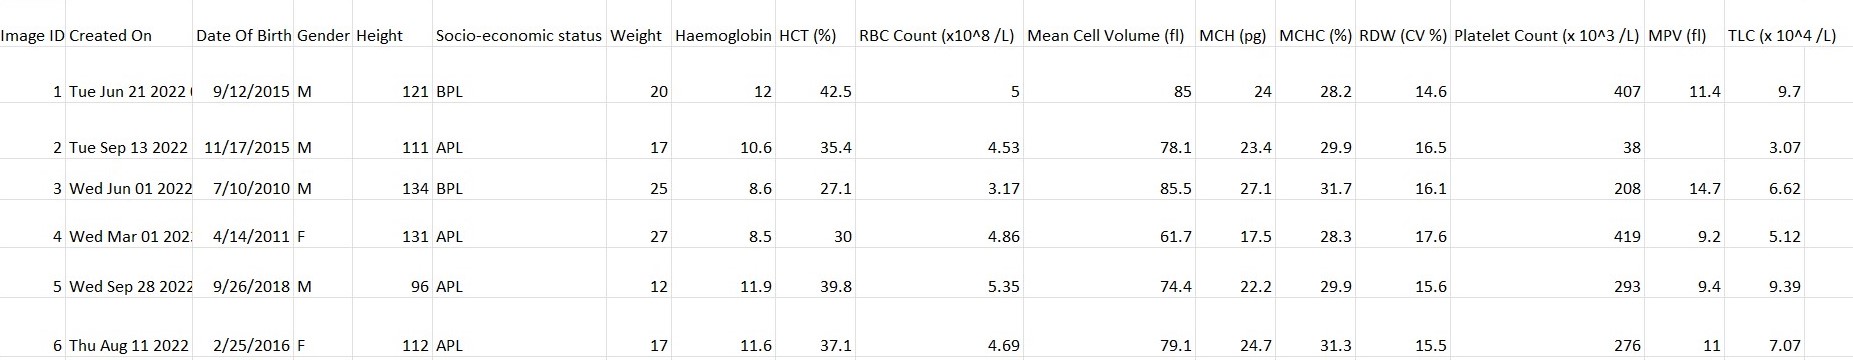 Image ID Created On Date Of Birth Gender Height Socio-economic status Weight Haemoglobin HCT (%) RBC Count (x10^8 /L) Mean Cell Volume (fl) MCH (pg) MCHC (%) RDW (CV %) Platelet Count (x 10^3 /L) MPV (fl) TLC (x 10^4 /L)
1 Tue Jun 21 2022 9/12/2015 M 121 BPL 20 12 42.5 5 85 24 28.2 14.6 407 11.4 9.7
2 Tue Sep 13 2022 11/17/2015 M 111 APL 17 10.6 35.4 4.53 78.1 23.4 29.9 16.5 38 3.07
3 Wed Jun 01 2022 7/10/2010 M 134 BPL 25 8.6 27.1 3.17 85.5 27.1 31.7 16.1 208 14.7 6.62
4 Wed Mar 01 202 4/14/2011 F 131 APL 27 8.5 30 4.86 61.7 17.5 28.3 17.6 419 9.2 5.12
5 Wed Sep 28 2022 9/26/2018 M 96 APL 12 11.9 39.8 5.35 74.4 22.2 29.9 15.6 293 9.4 9.39
6 Thu Aug 11 2022 2/25/2016 F 112 APL 17 11.6 37.1 4.69 79.1 24.7 31.3 15.5 276 11 7.07